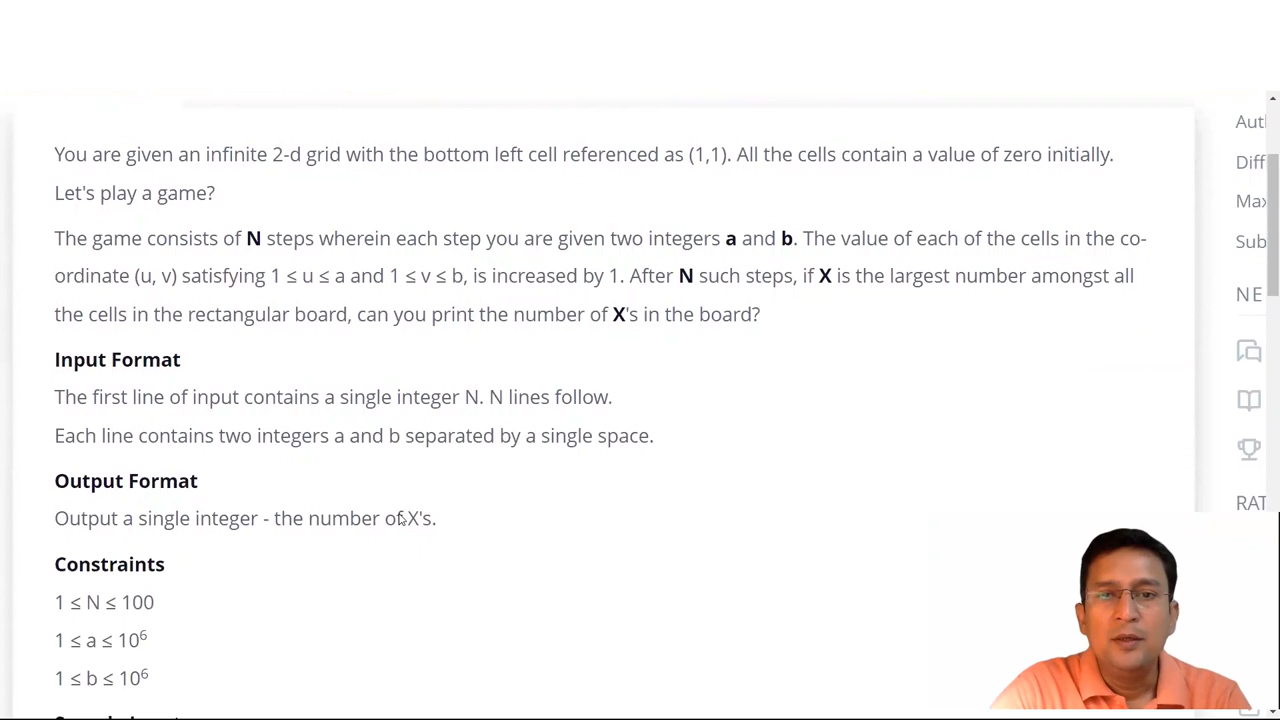 You are given an infinite 2-d grid with the bottom left cell referenced as (1,1). All the cells contain a value of zero initially.
Let's play a game?
The game consists of N steps wherein each step you are given two integers a and b. The value of each of the cells in the co-
ordinate (u, v) satisfying 1 ≤ u ≤ a and 1 ≤ v ≤ b, is increased by 1. After N such steps, if X is the largest number amongst all
the cells in the rectangular board, can you print the number of X's in the board?
Input Format
The first line of input contains a single integer N. N lines follow.
Each line contains two integers a and b separated by a single space.
Output Format
Output a single integer - the number of X's.
Constraints
1 ≤ N ≤ 100
1 ≤ a ≤ 10⁶
1 ≤ b ≤ 10⁶
Diff
Max
Sub
NE
RAT